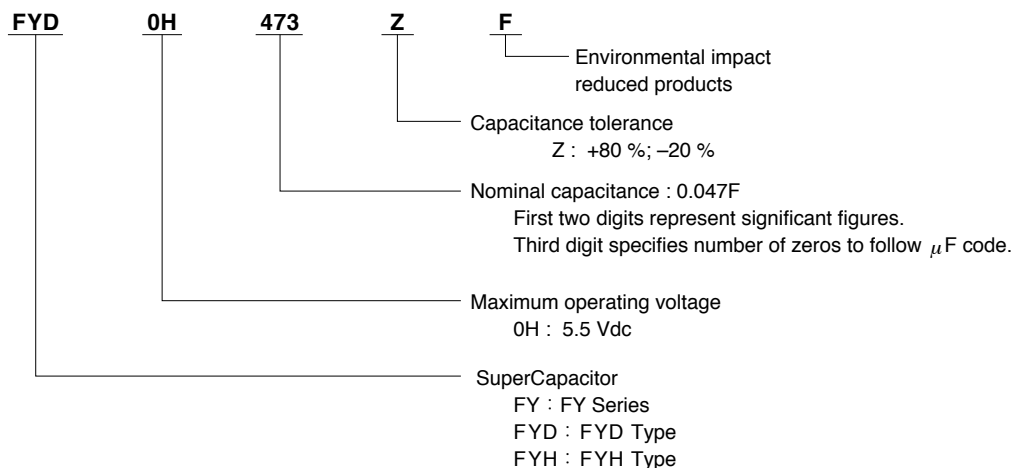 FYD 0H 473 Z F
Environmental impact
reduced products
Capacitance tolerance
Z : +80 %; –20 %
Nominal capacitance : 0.047F
First two digits represent significant figures.
Third digit specifies number of zeros to follow μF code.
Maximum operating voltage
0H : 5.5 Vdc
SuperCapacitor
FY : FY Series
FYD : FYD Type
FYH : FYH Type